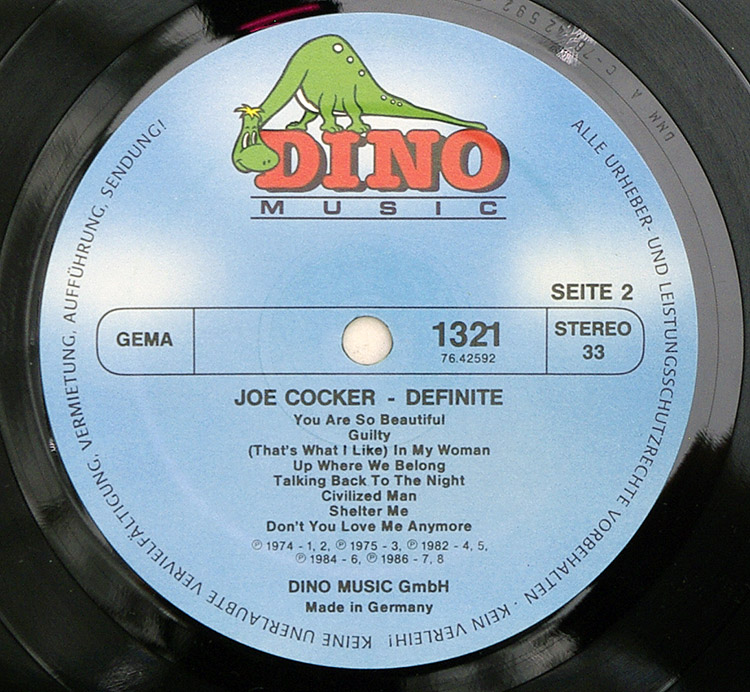 DINO
MUSIC
ALLE URHEBER- UND LEISTUNGSSCHUTZRECHTE VORBEHALTEN · KEIN VERLEIH! KEINE UNERLAUBTE VERVIELFÄLTIGUNG, VERMIETUNG, AUFFÜHRUNG, SENDUNG!
SEITE 2
GEMA
1321
76.42592
STEREO
33
JOE COCKER - DEFINITE
You Are So Beautiful
Guilty
(That's What I Like) In My Woman
Up Where We Belong
Talking Back To The Night
Civilized Man
Shelter Me
Don't You Love Me Anymore
℗ 1974 - 1, 2, ℗ 1975 - 3, ℗ 1982 - 4, 5,
℗ 1984 - 6, ℗ 1986 - 7, 8
DINO MUSIC GmbH
Made in Germany